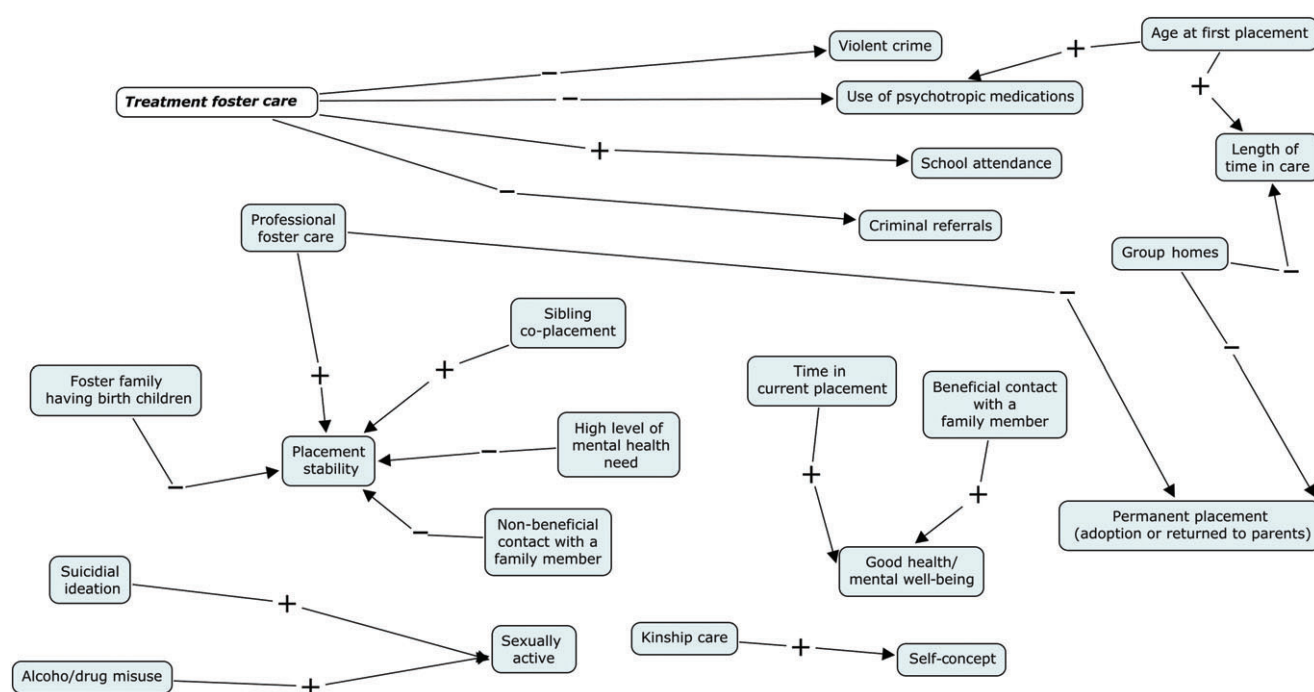 Violent crime
Age at first placement
Treatment foster care
Use of psychotropic medications
School attendance
Length of
time in care
Professional
foster care
Criminal referrals
Group homes
Sibling
co-placement
Foster family
having birth children
Time in
current placement
Beneficial contact
with a
family member
Placement
stability
High level of
mental health
need
Non-beneficial
contact with a
family member
Permanent placement
(adoption or returned to parents)
Good health/
mental well-being
Suicidial
ideation
Sexually
active
Kinship care
Self-concept
Alcoho/drug misuse